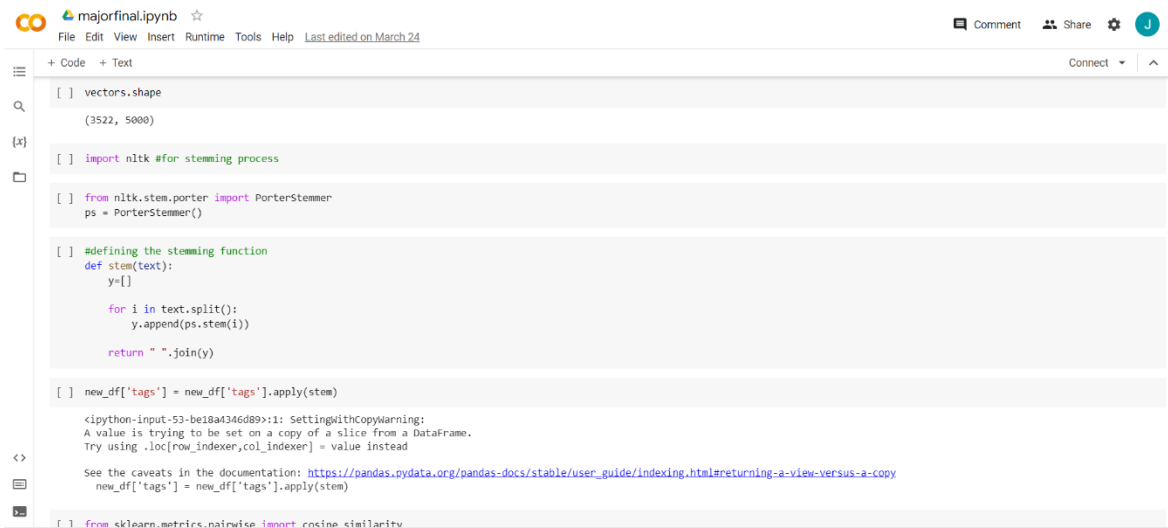 majorfinal.ipynb
File Edit View Insert Runtime Tools Help Last edited on March 24
Comment Share J
+ Code + Text
Connect
[ ] vectors.shape
(3522, 5000)
{x}
[ ] import nltk #for stemming process
[ ] from nltk.stem.porter import PorterStemmer
ps = PorterStemmer()
[ ] #defining the stemming function
def stem(text):
y=[]
for i in text.split():
y.append(ps.stem(i))
return " ".join(y)
[ ] new_df['tags'] = new_df['tags'].apply(stem)
<ipython-input-53-be18a4346d89>:1: SettingWithCopyWarning:
A value is trying to be set on a copy of a slice from a DataFrame.
Try using .loc[row_indexer,col_indexer] = value instead
See the caveats in the documentation: https://pandas.pydata.org/pandas-docs/stable/user_guide/indexing.html#returning-a-view-versus-a-copy
new_df['tags'] = new_df['tags'].apply(stem)
[ ] from sklearn.metrics.pairwise import cosine_similarity